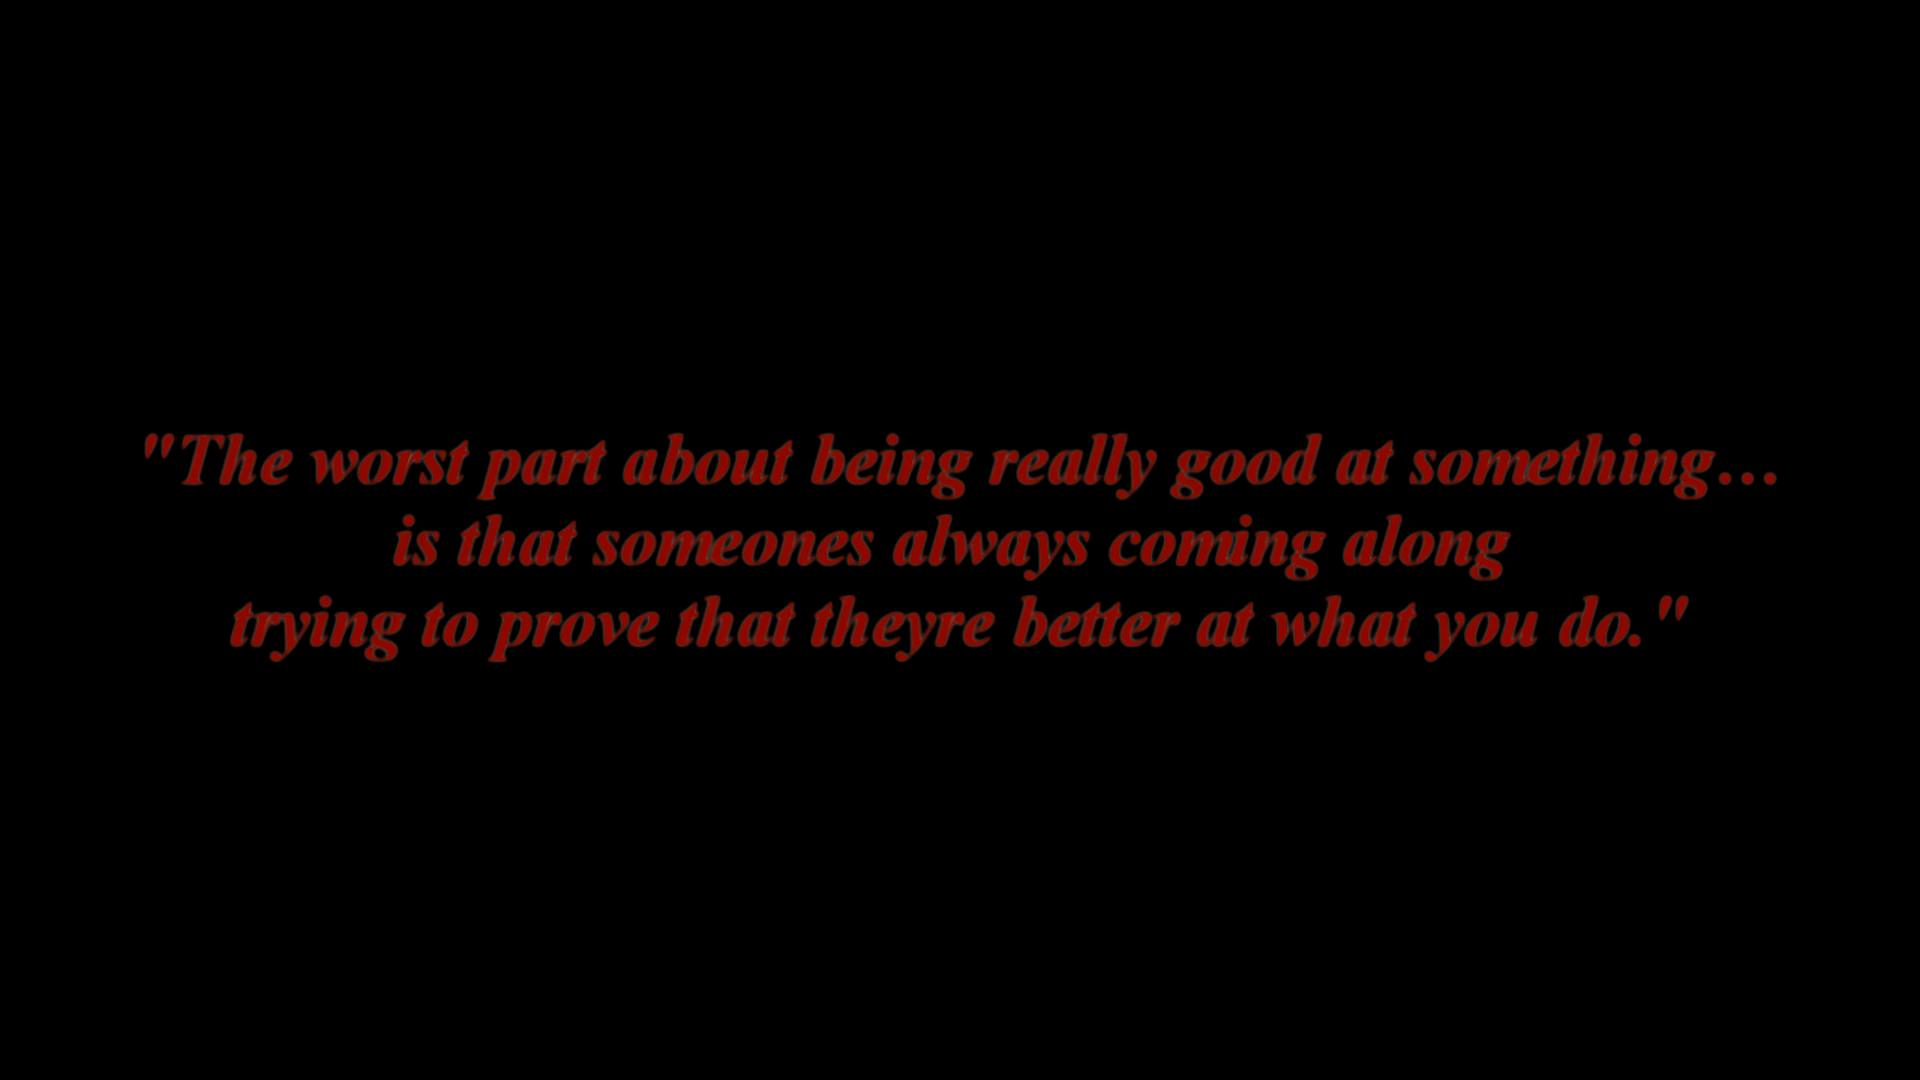 "The worst part about being really good at something...
is that someones always coming along
trying to prove that theyre better at what you do."